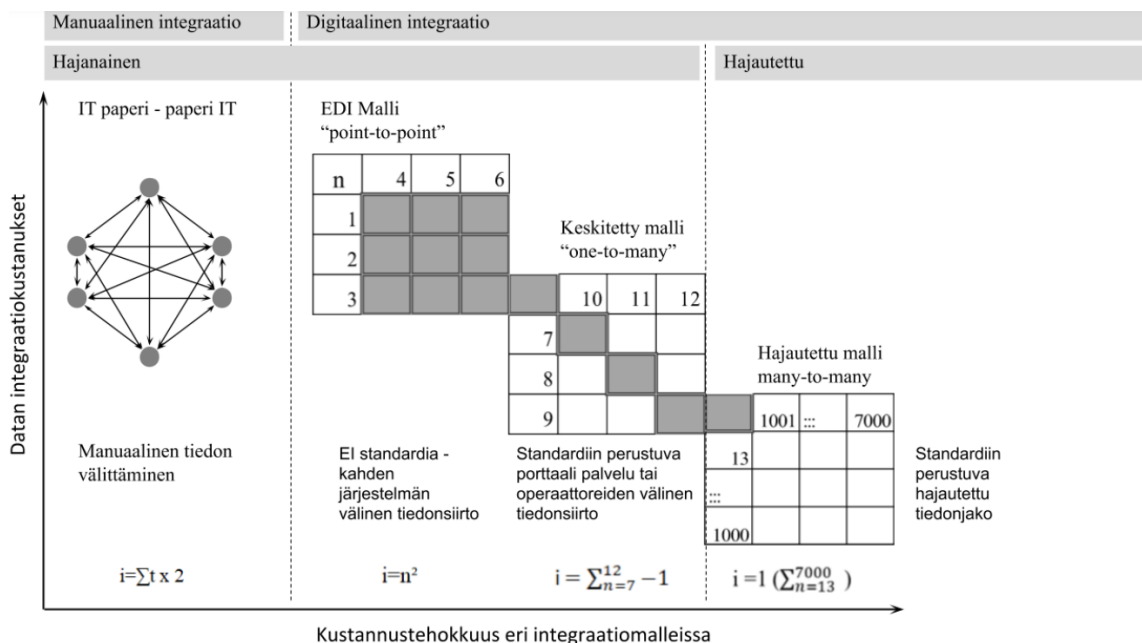 Manuaalinen integraatio
Digitaalinen integraatio
Hajanainen
Hajautettu
IT paperi - paperi IT
EDI Malli
“point-to-point”
n 4 5 6
1
2
3
Keskitetty malli
“one-to-many”
10 11 12
7
8
9
Hajautettu malli
many-to-many
1001 ::: 7000
13
:::
1000
Datan integraatiokustanukset
Manuaalinen tiedon
välittäminen
EI standardia -
kahden
järjestelmän
välinen tiedonsiirto
Standardiin perustuva
porttaali palvelu tai
operaattoreiden välinen
tiedonsiirto
Standardiin
perustuva
hajautettu
tiedonjako
i=∑t x 2
i=n²
i = ∑¹²ₙ₌₇ −1
i =1 (∑⁷⁰⁰⁰ₙ₌₁₃ )
Kustannustehokkuus eri integraatiomalleissa